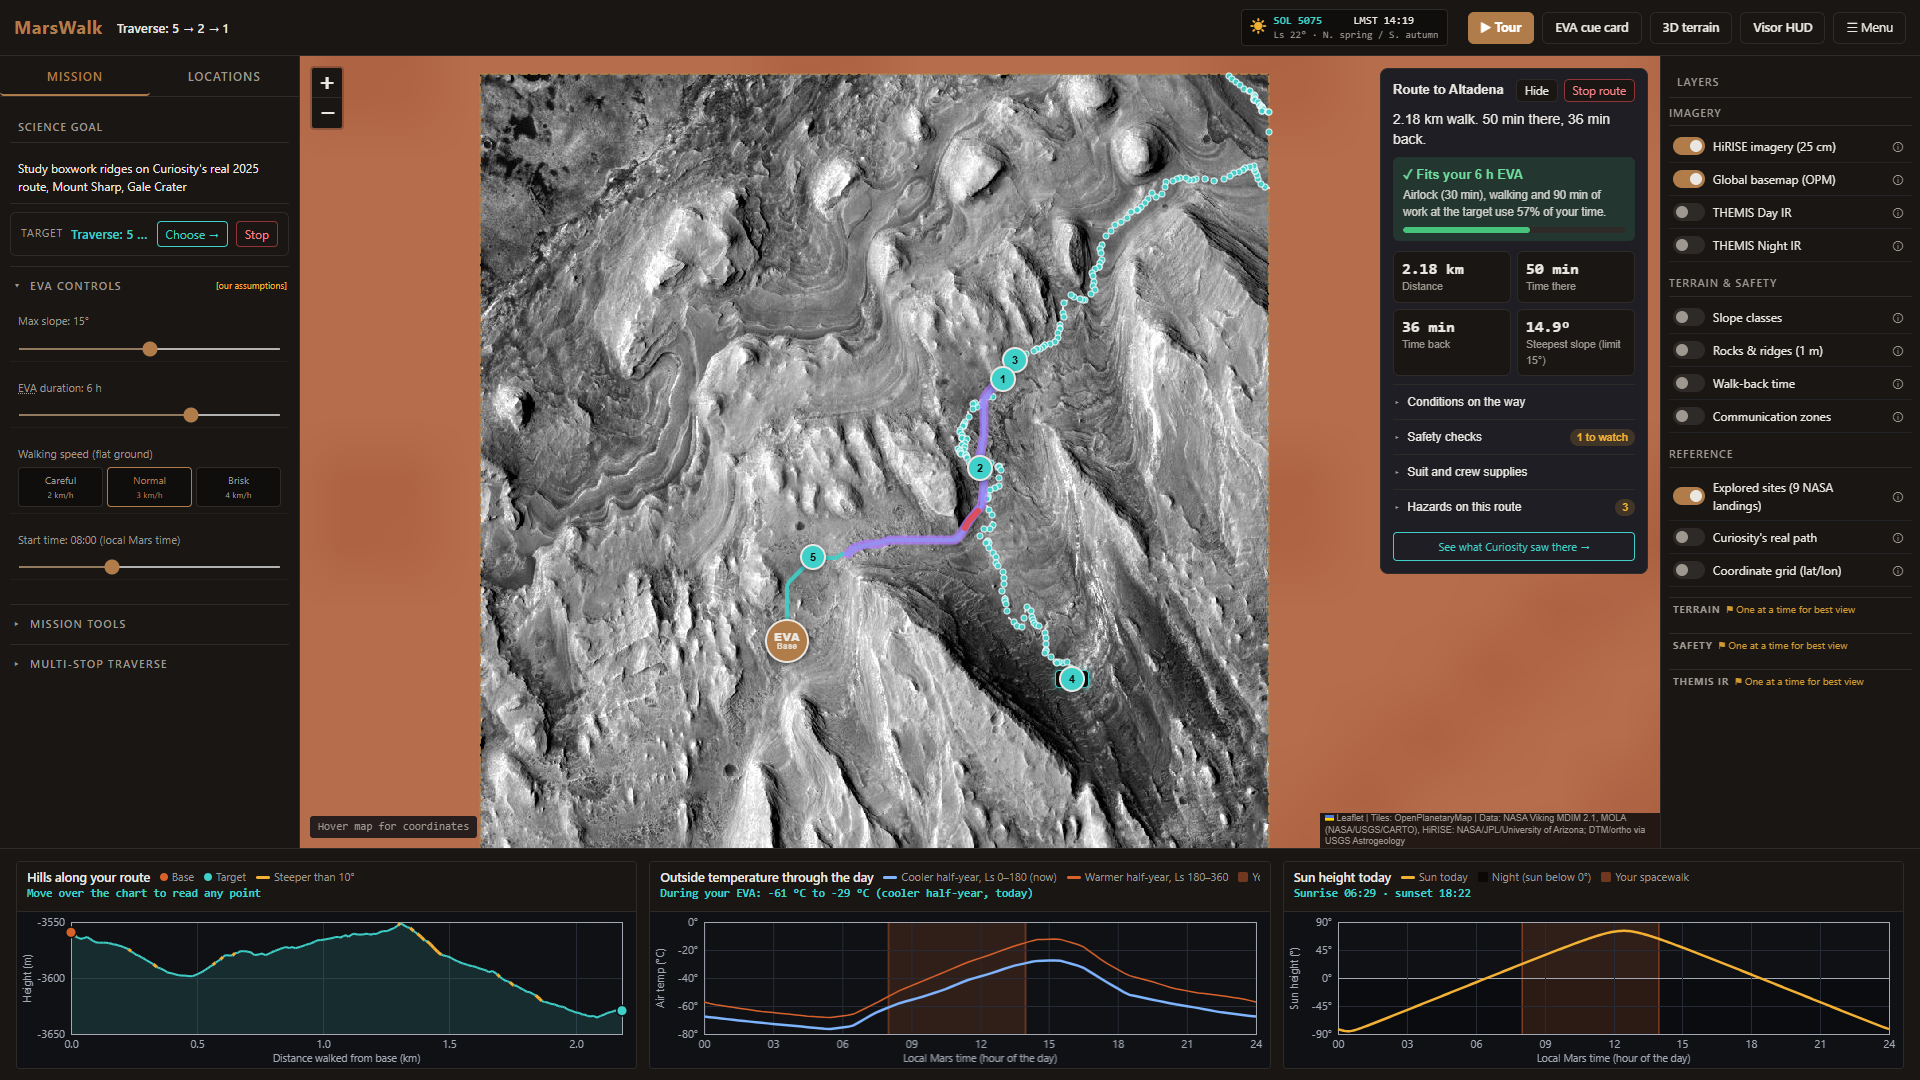 MarsWalk Traverse: 5 → 2 → 1
SOL 5075 LMST 14:19
Ls 22° · N. spring / S. autumn
▶ Tour
EVA cue card
3D terrain
Visor HUD
☰ Menu
MISSION
LOCATIONS
SCIENCE GOAL
Study boxwork ridges on Curiosity's real 2025
route, Mount Sharp, Gale Crater
TARGET Traverse: 5 ... Choose → Stop
EVA CONTROLS [our assumptions]
Max slope: 15°
EVA duration: 6 h
Walking speed (flat ground)
Careful
2 km/h
Normal
3 km/h
Brisk
4 km/h
Start time: 08:00 (local Mars time)
MISSION TOOLS
MULTI-STOP TRAVERSE
+
−
3
1
2
5
EVA
Base
4
Hover map for coordinates
Leaflet | Tiles: OpenPlanetaryMap | Data: NASA Viking MDIM 2.1, MOLA
(NASA/USGS/CARTO), HiRISE: NASA/JPL/University of Arizona; DTM/ortho via
USGS Astrogeology
Route to Altadena Hide Stop route
2.18 km walk. 50 min there, 36 min
back.
✓ Fits your 6 h EVA
Airlock (30 min), walking and 90 min of
work at the target use 57% of your time.
2.18 km
Distance
50 min
Time there
36 min
Time back
14.9°
Steepest slope (limit
15°)
Conditions on the way
Safety checks 1 to watch
Suit and crew supplies
Hazards on this route 3
See what Curiosity saw there →
LAYERS
IMAGERY
HiRISE imagery (25 cm)
Global basemap (OPM)
THEMIS Day IR
THEMIS Night IR
TERRAIN & SAFETY
Slope classes
Rocks & ridges (1 m)
Walk-back time
Communication zones
REFERENCE
Explored sites (9 NASA
landings)
Curiosity's real path
Coordinate grid (lat/lon)
TERRAIN ⚑ One at a time for best view
SAFETY ⚑ One at a time for best view
THEMIS IR ⚑ One at a time for best view
Hills along your route Base Target Steeper than 10°
Move over the chart to read any point
Height (m)
-3550
-3600
-3650
0.0 0.5 1.0 1.5 2.0
Distance walked from base (km)
Outside temperature through the day Cooler half-year, Ls 0–180 (now) Warmer half-year, Ls 180–360
During your EVA: -61 °C to -29 °C (cooler half-year, today)
Air temp (°C)
0°
-20°
-40°
-60°
-80°
00 03 06 09 12 15 18 21 24
Local Mars time (hour of the day)
Sun height today Sun today Night (sun below 0°) Your spacewalk
Sunrise 06:29 · sunset 18:22
Sun height (°)
90°
45°
0°
-45°
-90°
00 03 06 09 12 15 18 21 24
Local Mars time (hour of the day)